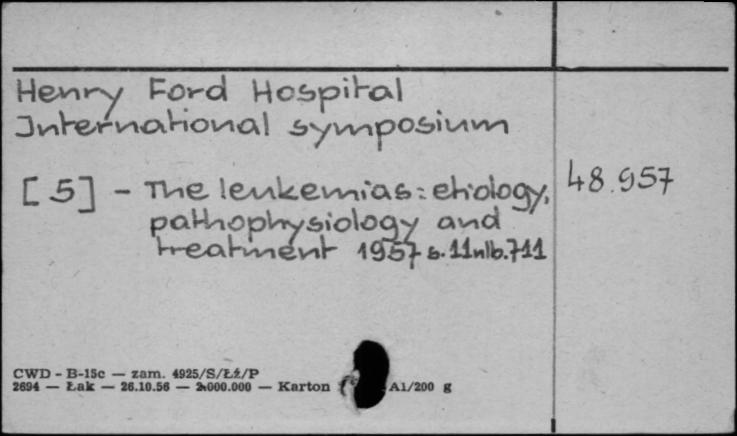 Henry Ford Hospital
International symposium
[5] - The leukemias: etiology, 48.957
pathophysiology and
treatment 1957 s. 11nlb. 711
CWD - B-15c — zam. 4925/S/Łź/P
2694 — Łak — 26.10.56 — 2.000.000 — Karton A1/200 g